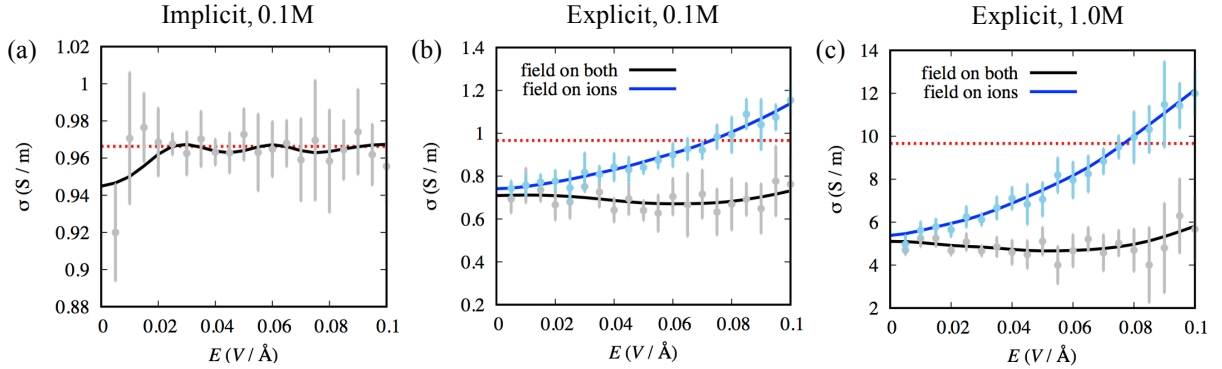 Implicit, 0.1M
Explicit, 0.1M
Explicit, 1.0M
(a)
1.02
1
0.98
0.96
0.94
0.92
0.9
0.88
σ (S / m)
0 0.02 0.04 0.06 0.08 0.1
E (V / Å)
(b)
1.4
1.2
1
0.8
0.6
0.4
0.2
σ (S / m)
field on both
field on ions
0 0.02 0.04 0.06 0.08 0.1
E (V / Å)
(c)
14
12
10
8
6
4
2
σ (S / m)
field on both
field on ions
0 0.02 0.04 0.06 0.08 0.1
E (V / Å)